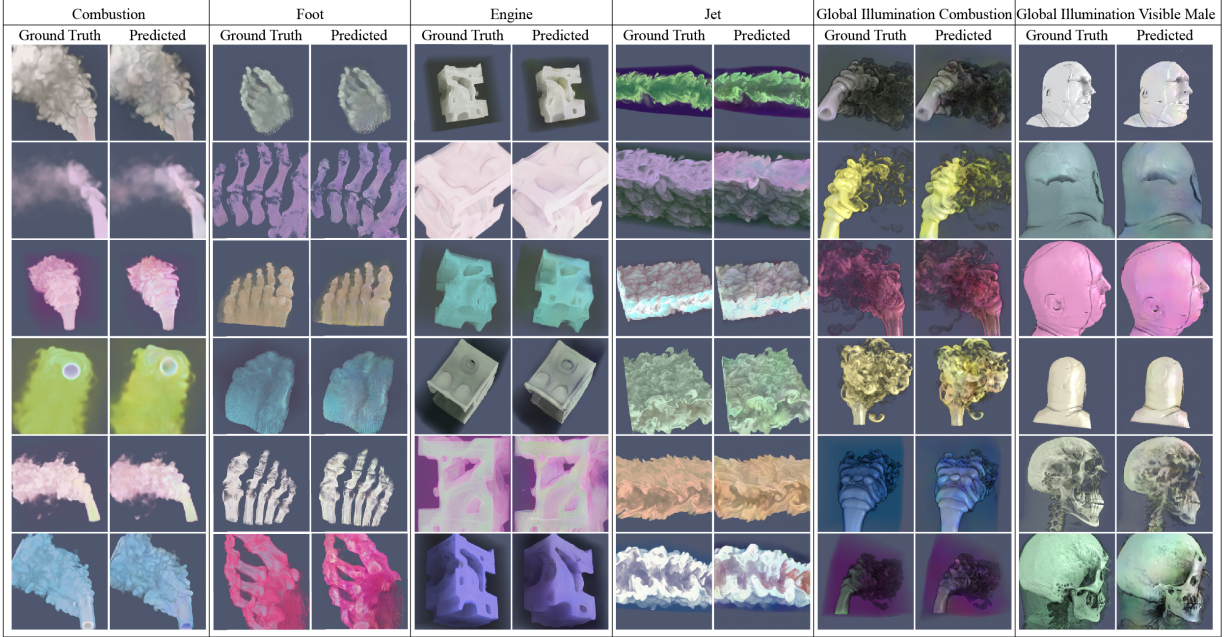 Combustion Foot Engine Jet Global Illumination Combustion Global Illumination Visible Male
Ground Truth Predicted Ground Truth Predicted Ground Truth Predicted Ground Truth Predicted Ground Truth Predicted Ground Truth Predicted